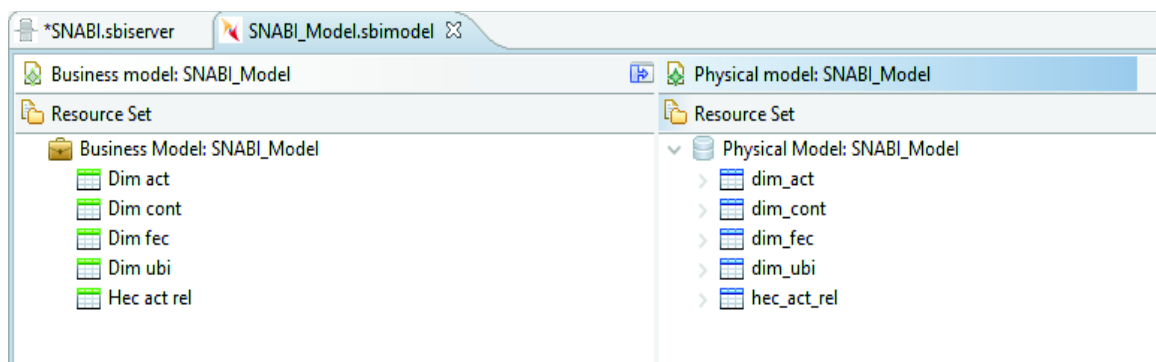 *SNABI.sbiserver
SNABI_Model.sbimodel
Business model: SNABI_Model
Resource Set
Business Model: SNABI_Model
Dim act
Dim cont
Dim fec
Dim ubi
Hec act rel
Physical model: SNABI_Model
Resource Set
Physical Model: SNABI_Model
dim_act
dim_cont
dim_fec
dim_ubi
hec_act_rel